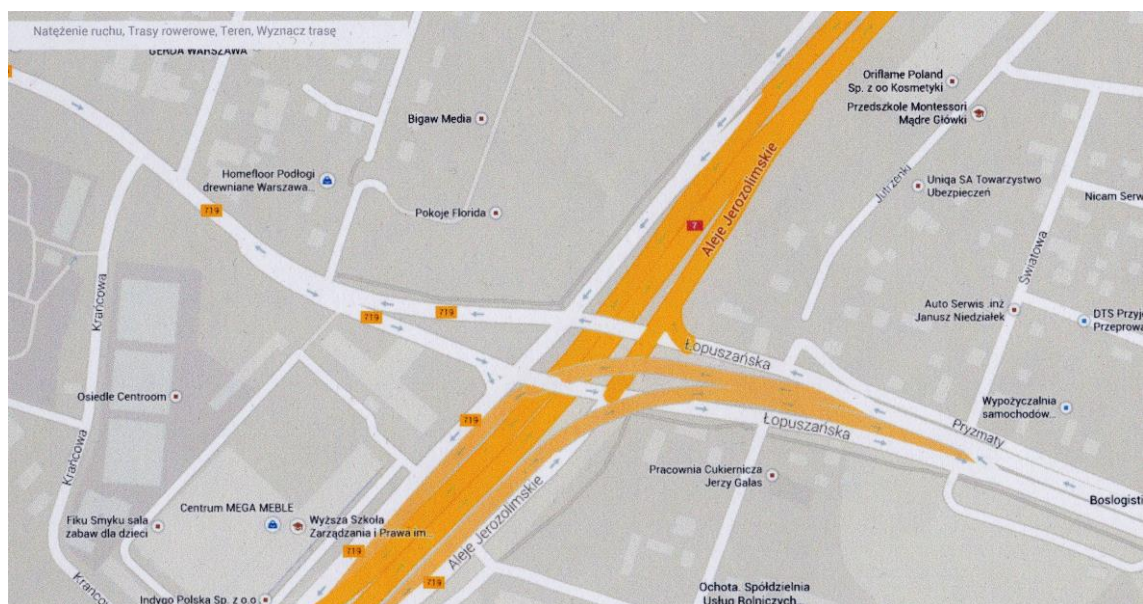 Natężenie ruchu, Trasy rowerowe, Teren, Wyznacz trasę
GERDA WARSZAWA
Oriflame Poland
Sp. z oo Kosmetyki
Przedszkole Montessori
Mądre Główki
Bigaw Media
Homefloor Podłogi
drewniane Warszawa...
Uniqa SA Towarzystwo
Ubezpieczeń
Jutrzenki
Nicam Serw
719
Pokoje Florida
7
Aleje Jerozolimskie
Światowa
Krańcowa
719
719
Auto Serwis .inż
Janusz Niedziałek
DTS Przyje
Przeprowa
Łopuszańska
Osiedle Centroom
719
Łopuszańska
Wypożyczalnia
samochodów...
Pryzmaty
Krańcowa
Pracownia Cukiernicza
Jerzy Gałas
Boslogisti
Centrum MEGA MEBLE
Fiku Smyku sala
zabaw dla dzieci
Wyższa Szkoła
Zarządzania i Prawa im...
719
Aleje Jerozolimskie
719
Krańcowa
Indygo Polska Sp. z o.o
Ochota. Spółdzielnia
Usług Rolniczych...